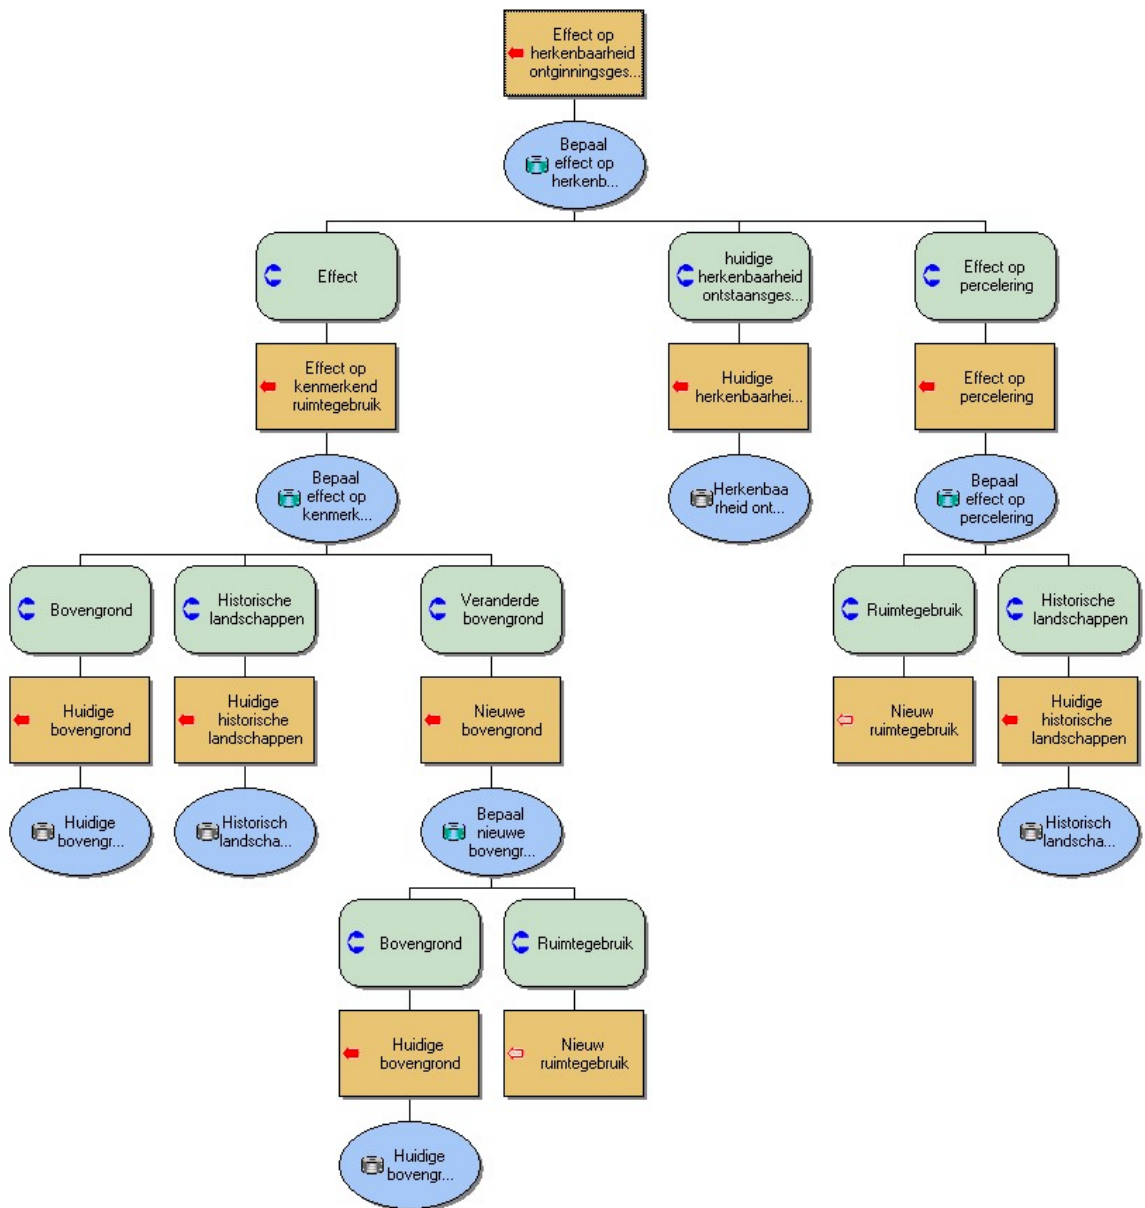 Effect op
herkenbaarheid
ontginningsges...
Bepaal
effect op
herkenb...
Effect
huidige
herkenbaarheid
ontstaansges...
Effect op
percelering
Effect op
kenmerkend
ruimtegebruik
Huidige
herkenbaarhei...
Effect op
percelering
Bepaal
effect op
kenmerk...
Herkenbaa
rheid ont...
Bepaal
effect op
percelering
Bovengrond
Historische
landschappen
Veranderde
bovengrond
Ruimtegebruik
Historische
landschappen
Huidige
bovengrond
Huidige
historische
landschappen
Nieuwe
bovengrond
Nieuw
ruimtegebruik
Huidige
historische
landschappen
Huidige
bovengr...
Historisch
landscha...
Bepaal
nieuwe
bovengr...
Historisch
landscha...
Bovengrond
Ruimtegebruik
Huidige
bovengrond
Nieuw
ruimtegebruik
Huidige
bovengr...